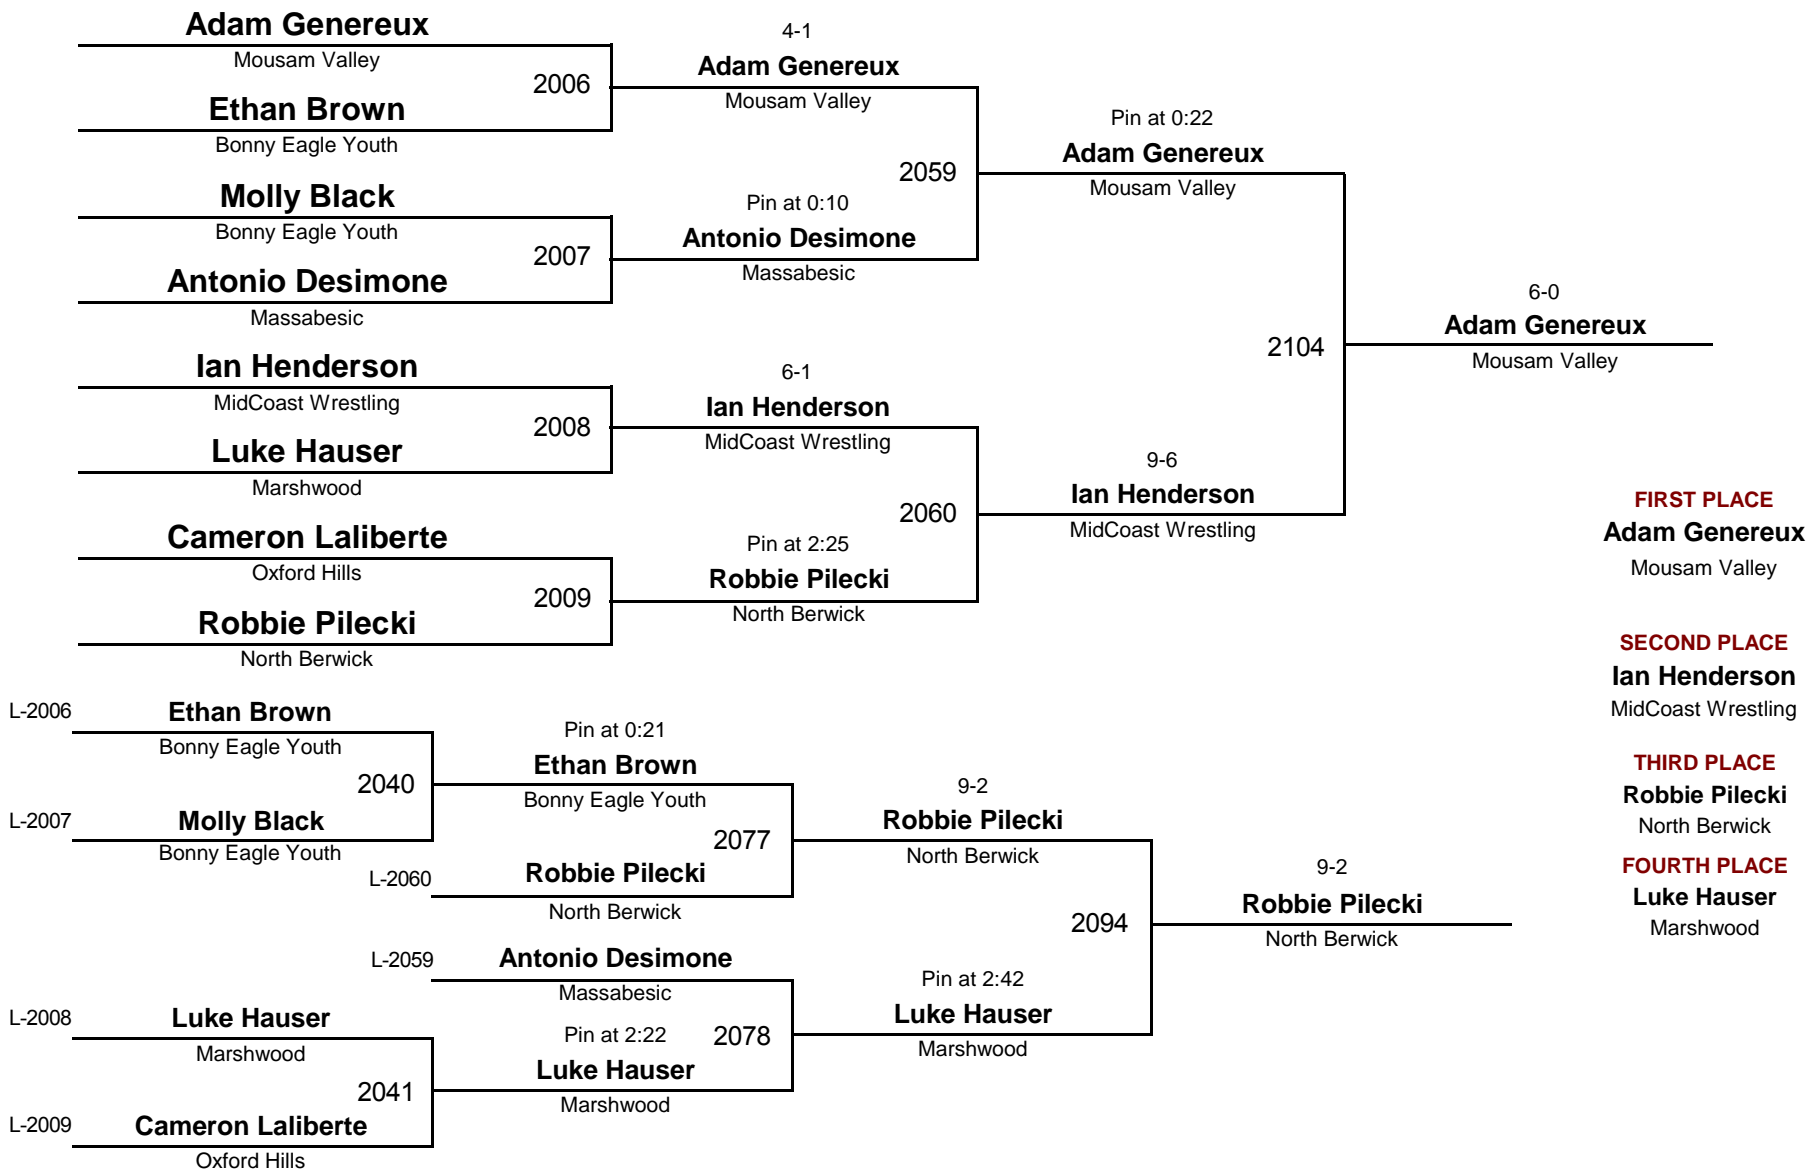 Adam Genereux
Mousam Valley
2006
Ethan Brown
Bonny Eagle Youth
4-1
Adam Genereux
Mousam Valley
Molly Black
Bonny Eagle Youth
2007
Antonio Desimone
Massabesic
Pin at 0:10
Antonio Desimone
Massabesic
2059
Pin at 0:22
Adam Genereux
Mousam Valley
Ian Henderson
MidCoast Wrestling
2008
Luke Hauser
Marshwood
6-1
Ian Henderson
MidCoast Wrestling
Cameron Laliberte
Oxford Hills
2009
Robbie Pilecki
North Berwick
Pin at 2:25
Robbie Pilecki
North Berwick
2060
9-6
Ian Henderson
MidCoast Wrestling
2104
6-0
Adam Genereux
Mousam Valley
FIRST PLACE
Adam Genereux
Mousam Valley
SECOND PLACE
Ian Henderson
MidCoast Wrestling
THIRD PLACE
Robbie Pilecki
North Berwick
FOURTH PLACE
Luke Hauser
Marshwood
L-2006
Ethan Brown
Bonny Eagle Youth
2040
L-2007
Molly Black
Bonny Eagle Youth
Pin at 0:21
Ethan Brown
Bonny Eagle Youth
2077
L-2060
Robbie Pilecki
North Berwick
9-2
Robbie Pilecki
North Berwick
L-2059
Antonio Desimone
Massabesic
L-2008
Luke Hauser
Marshwood
2041
L-2009
Cameron Laliberte
Oxford Hills
Pin at 2:22
Luke Hauser
Marshwood
2078
Pin at 2:42
Luke Hauser
Marshwood
2094
9-2
Robbie Pilecki
North Berwick